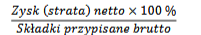 Zysk (strata) netto × 100 %
Składki przypisane brutto